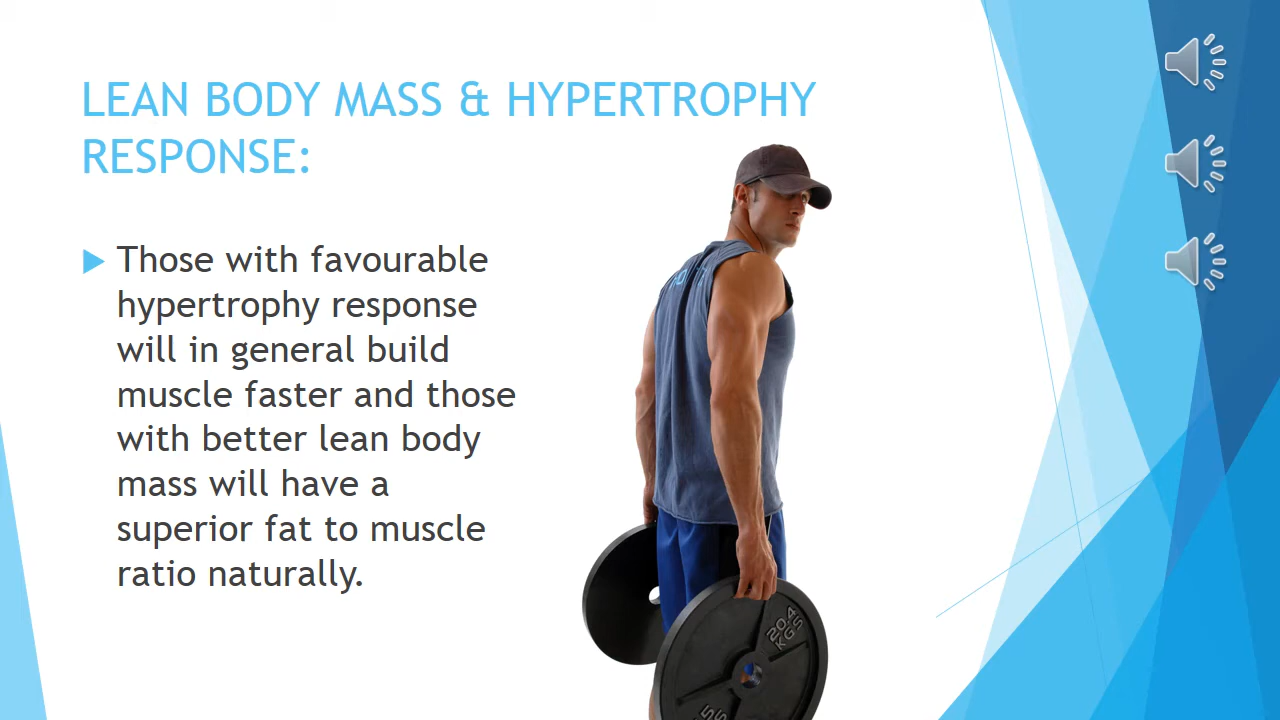 LEAN BODY MASS & HYPERTROPHY
RESPONSE:
Those with favourable
hypertrophy response
will in general build
muscle faster and those
with better lean body
mass will have a
superior fat to muscle
ratio naturally.
20.4
KG'S